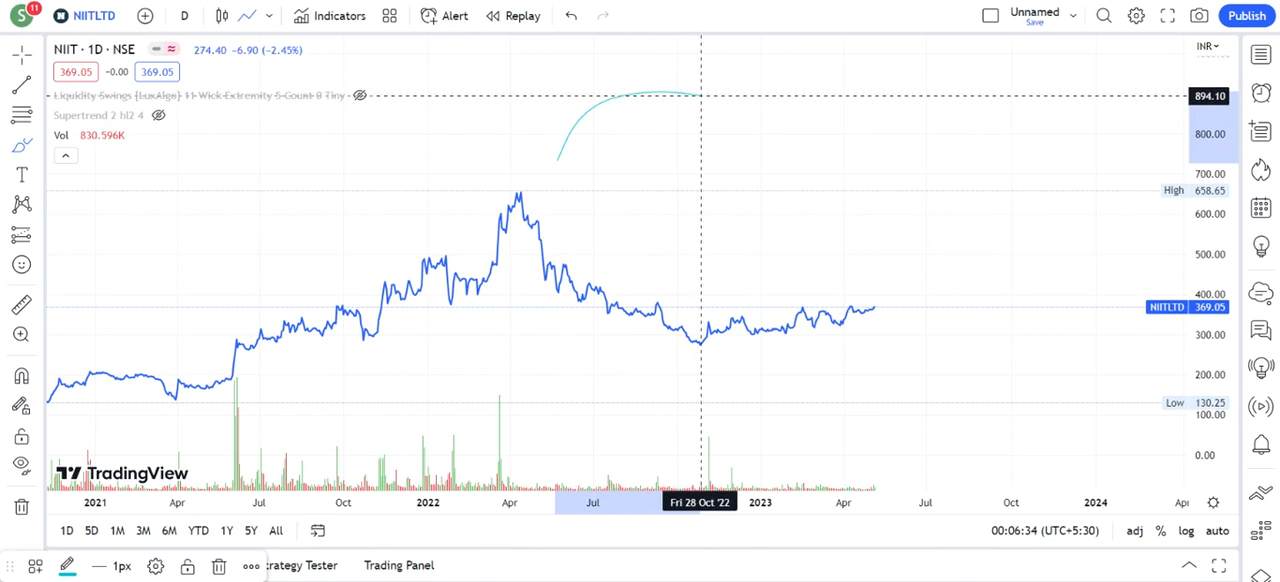 S 11 NIITLTD D Indicators Alert Replay Unnamed Save Publish
NIIT · 1D · NSE 274.40 -6.90 (-2.45%) INR
369.05 -0.00 369.05
Liquidity Swings [LuxAlgo] 11 Wick Extremity 5 Count 0 Tiny
894.10
Supertrend 2 hl2 4
Vol 830.596K
800.00
700.00
High 658.65
600.00
500.00
400.00
NIITLTD 369.05
300.00
200.00
Low 130.25
100.00
0.00
TradingView
2021 Apr Jul Oct 2022 Apr Jul Fri 28 Oct '22 2023 Apr Jul Oct 2024 Ap
1D 5D 1M 3M 6M YTD 1Y 5Y All 00:06:34 (UTC+5:30) adj % log auto
1px trategy Tester Trading Panel